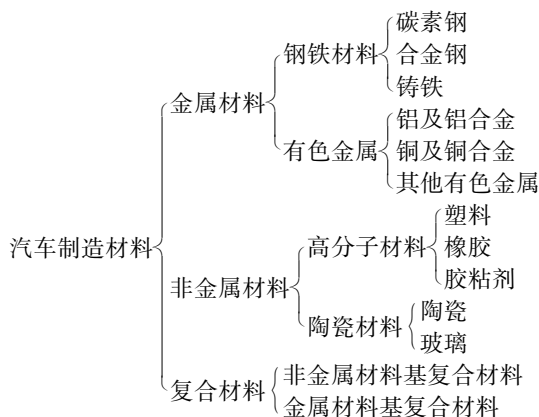 碳素钢
钢铁材料
合金钢
铸铁
金属材料
铝及铝合金
有色金属
铜及铜合金
其他有色金属
汽车制造材料
塑料
高分子材料
橡胶
胶粘剂
非金属材料
陶瓷
陶瓷材料
玻璃
复合材料
非金属材料基复合材料
金属材料基复合材料